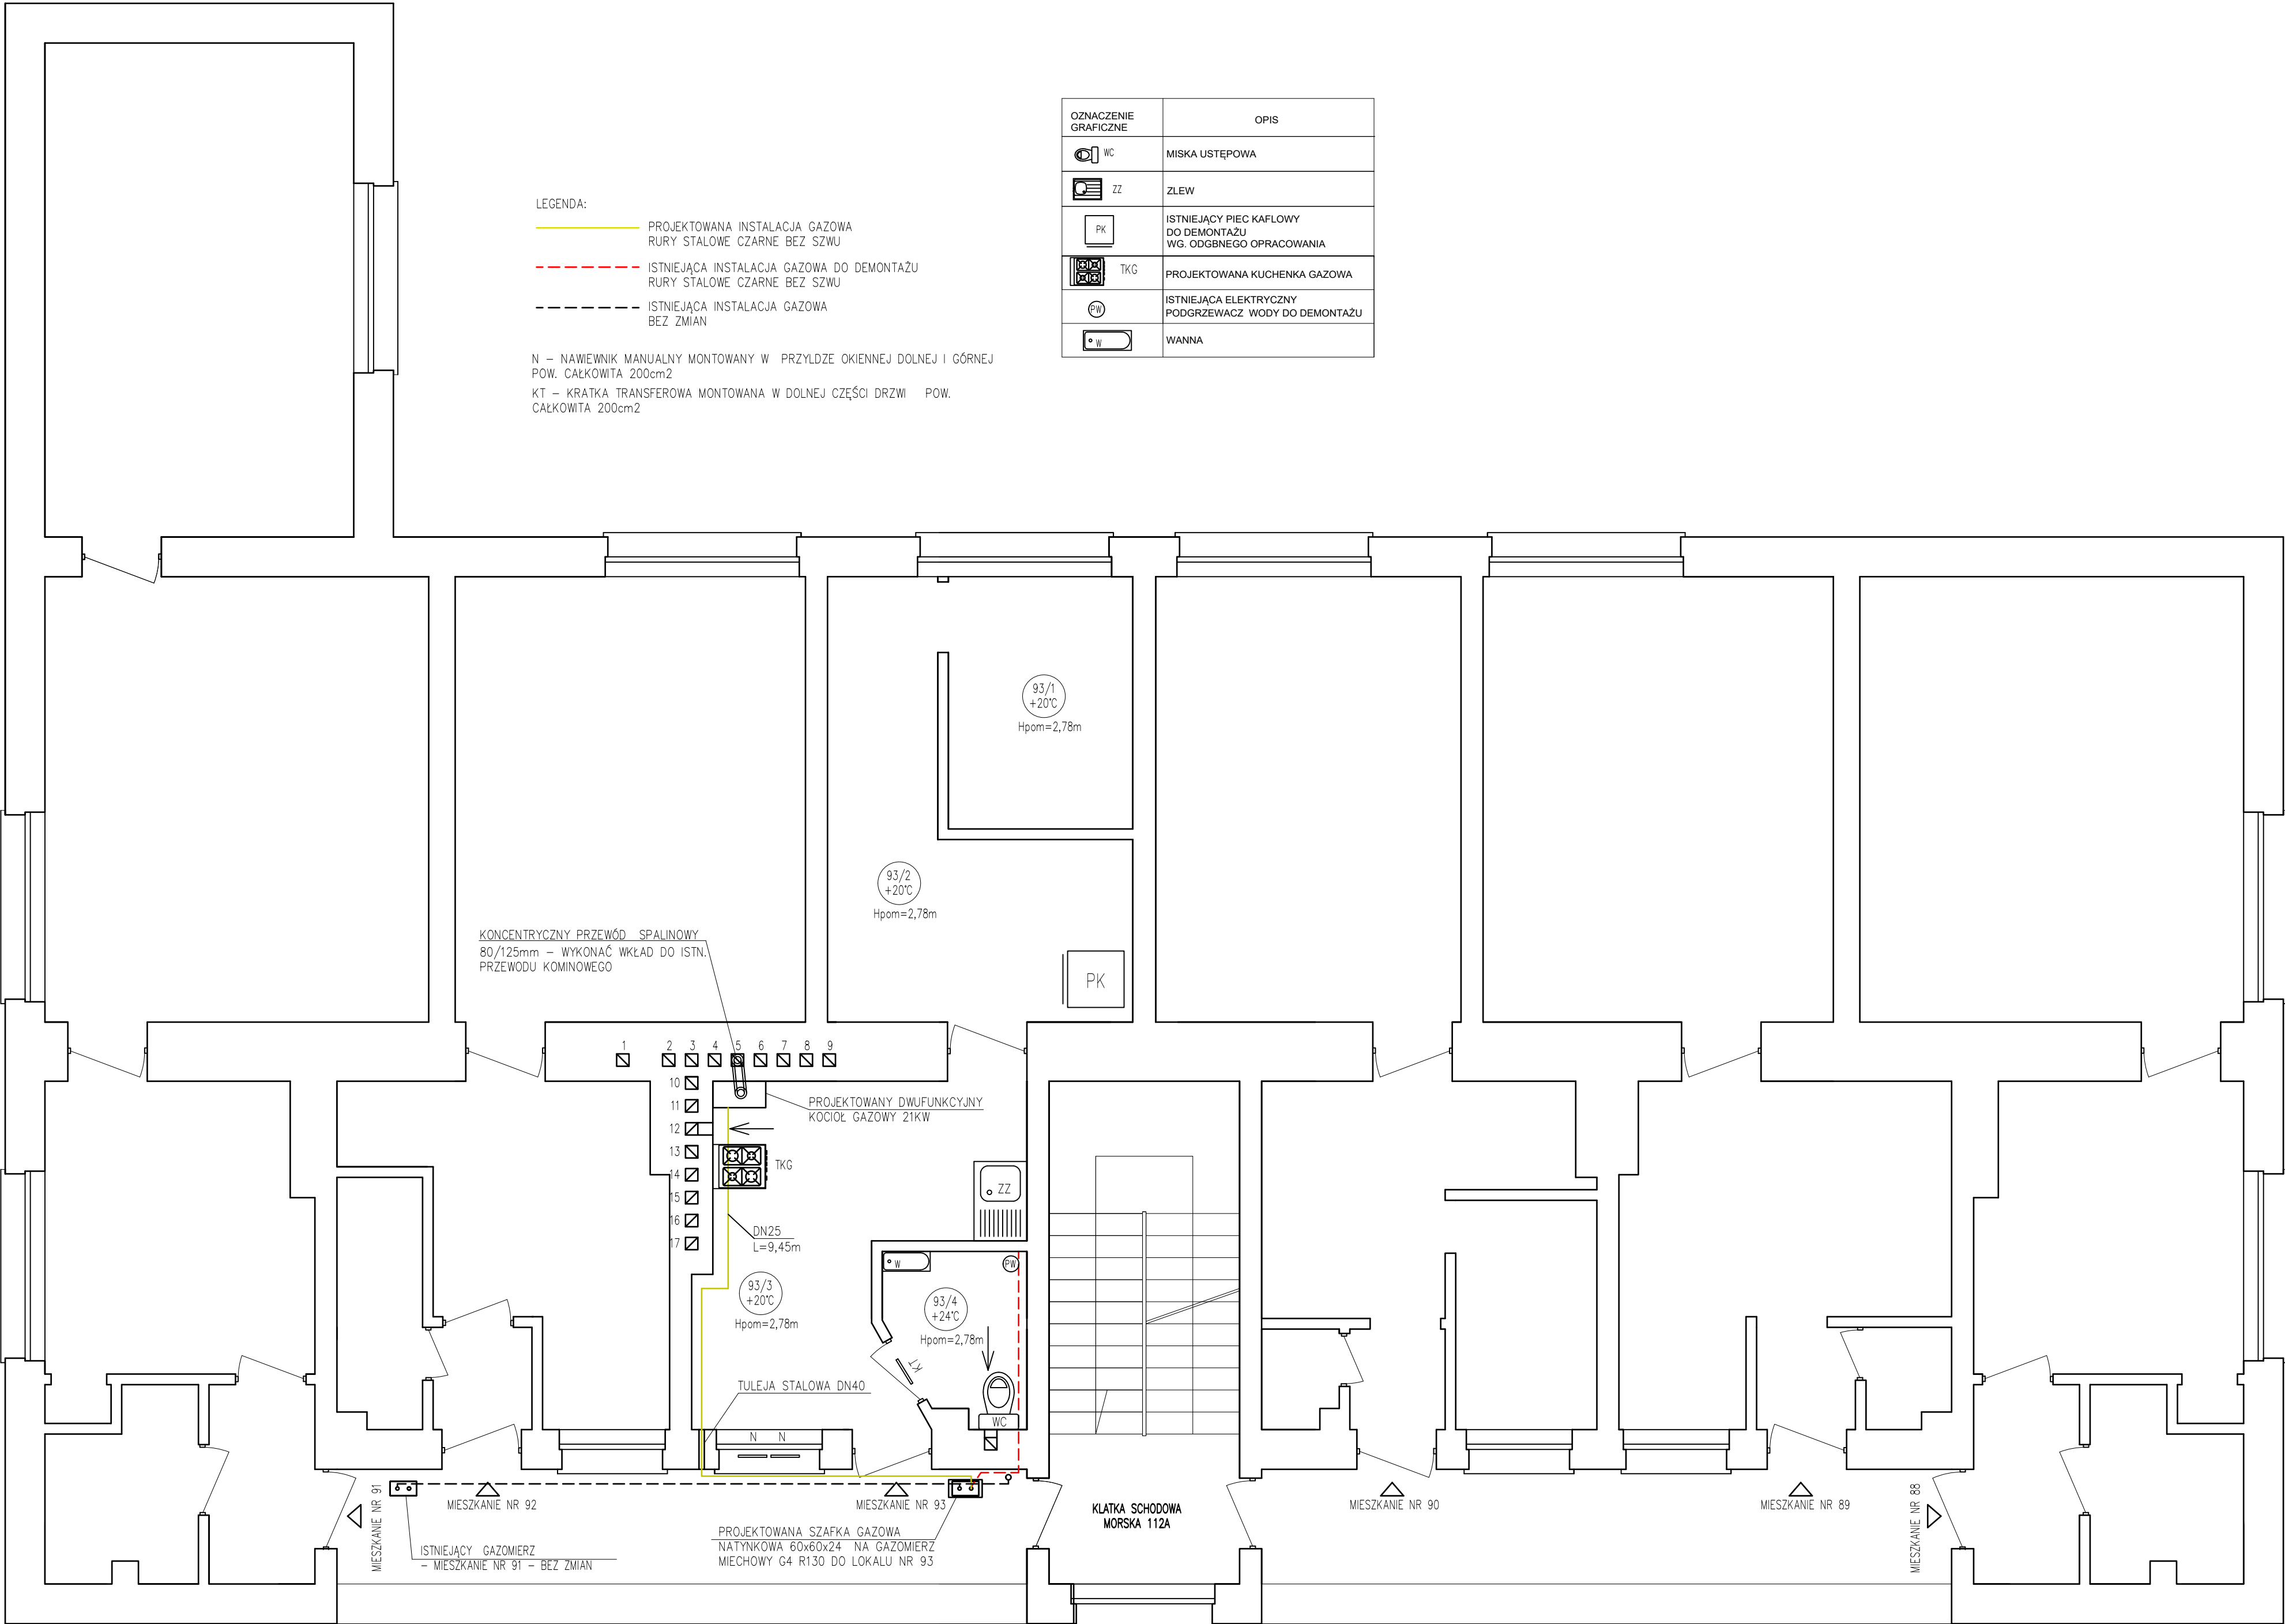 OZNACZENIE
GRAFICZNE
OPIS
WC
MISKA USTĘPOWA
ZZ
ZLEW
PK
ISTNIEJĄCY PIEC KAFLOWY
DO DEMONTAŻU
WG. ODGBNEGO OPRACOWANIA
TKG
PROJEKTOWANA KUCHENKA GAZOWA
PW
ISTNIEJĄCA ELEKTRYCZNY
PODGRZEWACZ WODY DO DEMONTAŻU
W
WANNA
LEGENDA:
PROJEKTOWANA INSTALACJA GAZOWA
RURY STALOWE CZARNE BEZ SZWU
ISTNIEJĄCA INSTALACJA GAZOWA DO DEMONTAŻU
RURY STALOWE CZARNE BEZ SZWU
ISTNIEJĄCA INSTALACJA GAZOWA
BEZ ZMIAN
N – NAWIEWNIK MANUALNY MONTOWANY W PRZYLDZE OKIENNEJ DOLNEJ I GÓRNEJ
POW. CAŁKOWITA 200cm2
KT – KRATKA TRANSFEROWA MONTOWANA W DOLNEJ CZĘŚCI DRZWI POW.
CAŁKOWITA 200cm2
93/1
+20°C
Hpom=2,78m
93/2
+20°C
Hpom=2,78m
KONCENTRYCZNY PRZEWÓD SPALINOWY
80/125mm – WYKONAĆ WKŁAD DO ISTN.
PRZEWODU KOMINOWEGO
PK
1 2 3 4 5 6 7 8 9
10
11
12
13
14
15
16
17
PROJEKTOWANY DWUFUNKCYJNY
KOCIOŁ GAZOWY 21KW
TKG
ZZ
DN25
L=9,45m
W
PW
93/3
+20°C
Hpom=2,78m
93/4
+24°C
Hpom=2,78m
KT
TULEJA STALOWA DN40
WC
N N
MIESZKANIE NR 91
MIESZKANIE NR 92
MIESZKANIE NR 93
KLATKA SCHODOWA
MORSKA 112A
MIESZKANIE NR 90
MIESZKANIE NR 89
MIESZKANIE NR 88
ISTNIEJĄCY GAZOMIERZ
– MIESZKANIE NR 91 – BEZ ZMIAN
PROJEKTOWANA SZAFKA GAZOWA
NATYNKOWA 60x60x24 NA GAZOMIERZ
MIECHOWY G4 R130 DO LOKALU NR 93